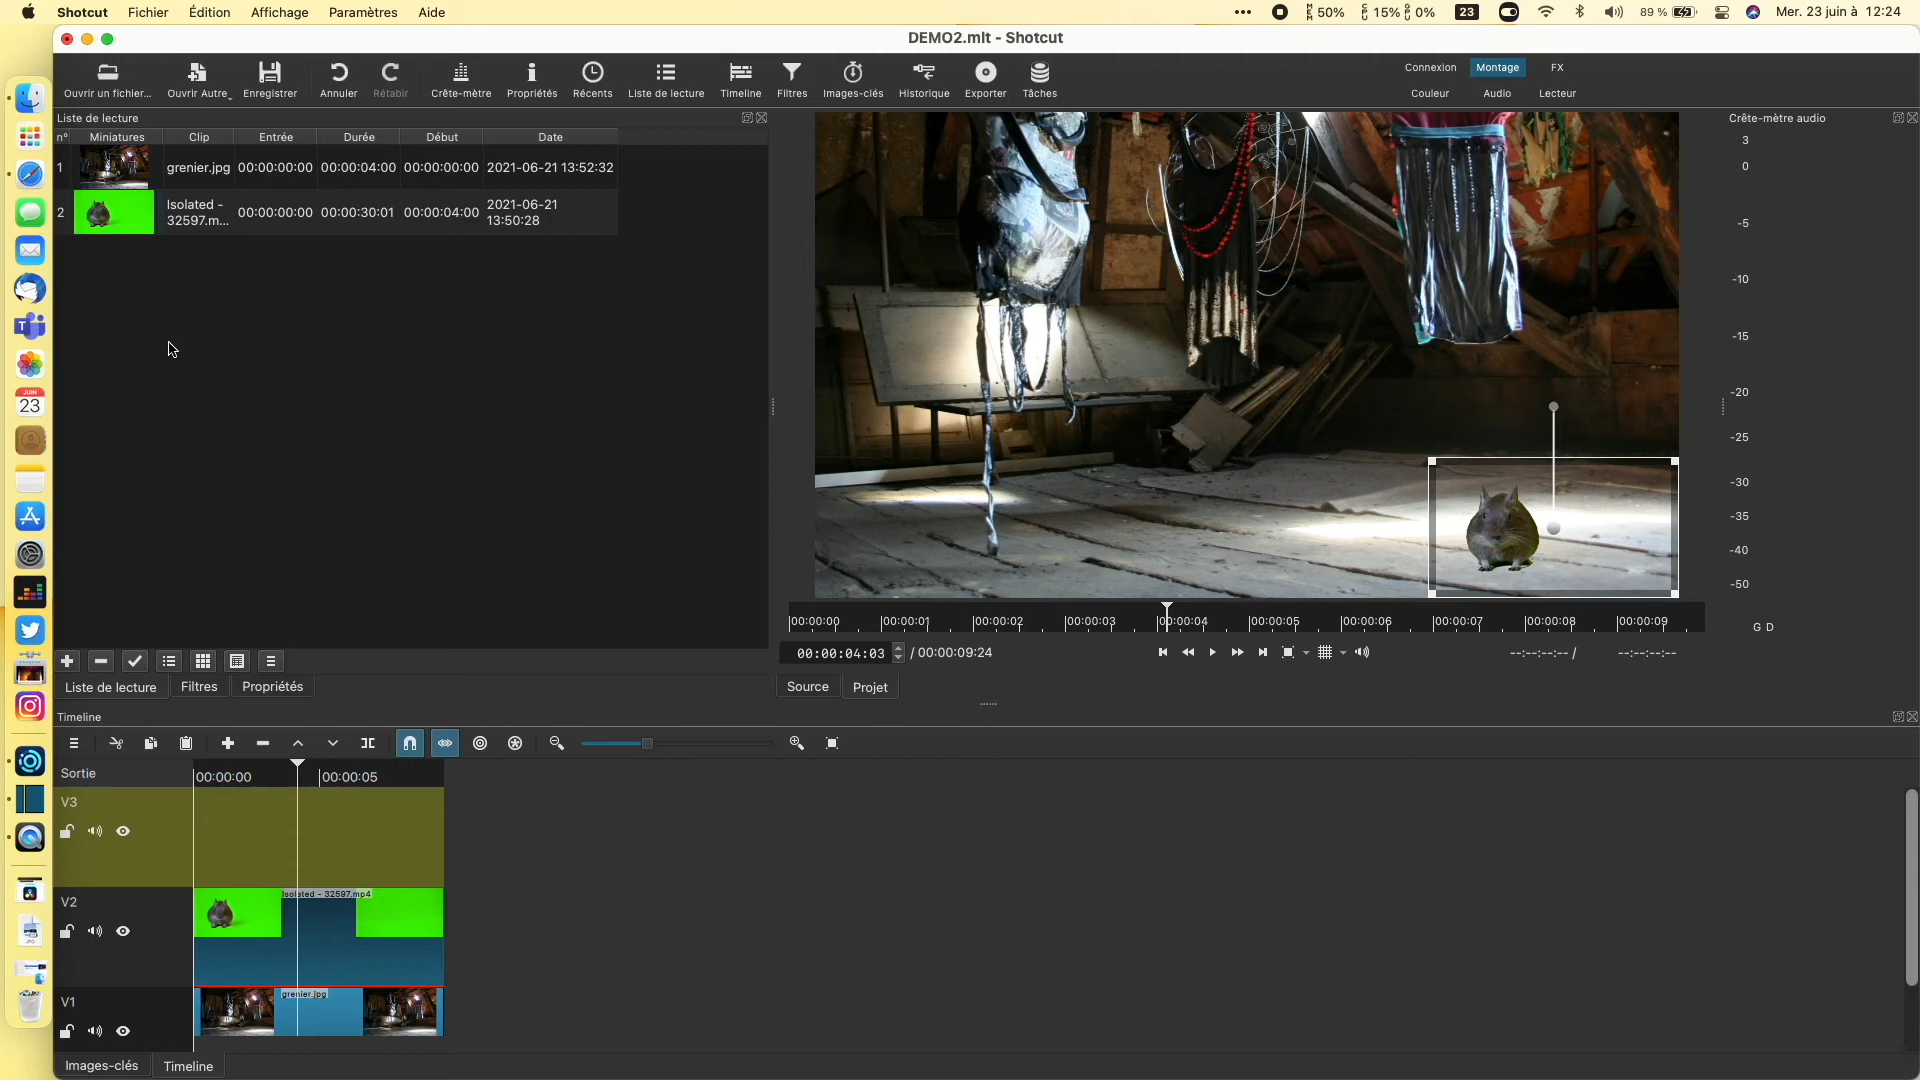 Shotcut Fichier Édition Affichage Paramètres Aide
50% 15% 0% 23 89 % Mer. 23 juin à 12:24
DEMO2.mlt - Shotcut
Ouvrir un fichier... Ouvrir Autre... Enregistrer Annuler Rétablir Crête-mètre Propriétés Récents Liste de lecture Timeline Filtres Images-clés Historique Exporter Tâches
Connexion Montage FX
Couleur Audio Lecteur
Liste de lecture
n° Miniatures Clip Entrée Durée Début Date
1 grenier.jpg 00:00:00:00 00:00:04:00 00:00:00:00 2021-06-21 13:52:32
2 Isolated - 32597.m... 00:00:00:00 00:00:30:01 00:00:04:00 2021-06-21 13:50:28
Crête-mètre audio
3
0
-5
-10
-15
-20
-25
-30
-35
-40
-50
G D
JUIN
23
00:00:00 00:00:01 00:00:02 00:00:03 00:00:04 00:00:05 00:00:06 00:00:07 00:00:08 00:00:09
00:00:04:03 / 00:00:09:24 --:--:--:-- / --:--:--:--
Liste de lecture Filtres Propriétés
Source Projet
Timeline
Sortie 00:00:00 00:00:05
V3
V2
Isolated - 32597.mp4
V1
grenier.jpg
Images-clés Timeline